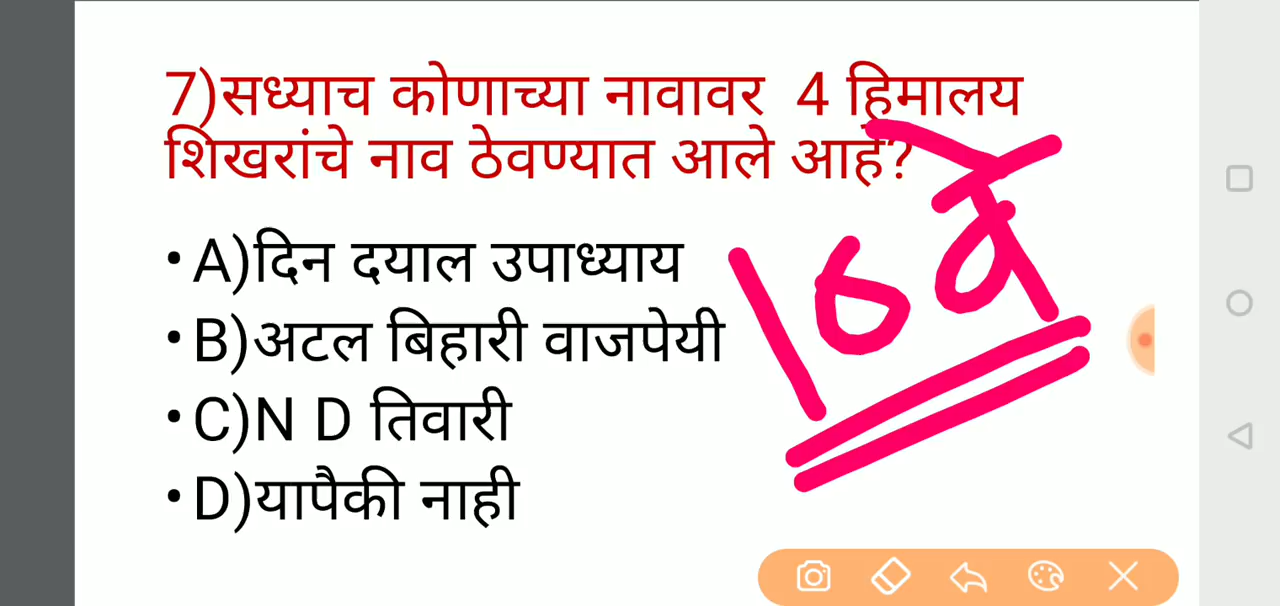 7)सध्याच कोणाच्या नावावर 4 हिमालय
शिखरांचे नाव ठेवण्यात आले आहे?
• A)दिन दयाल उपाध्याय
• B)अटल बिहारी वाजपेयी
• C)N D तिवारी
• D)यापैकी नाही